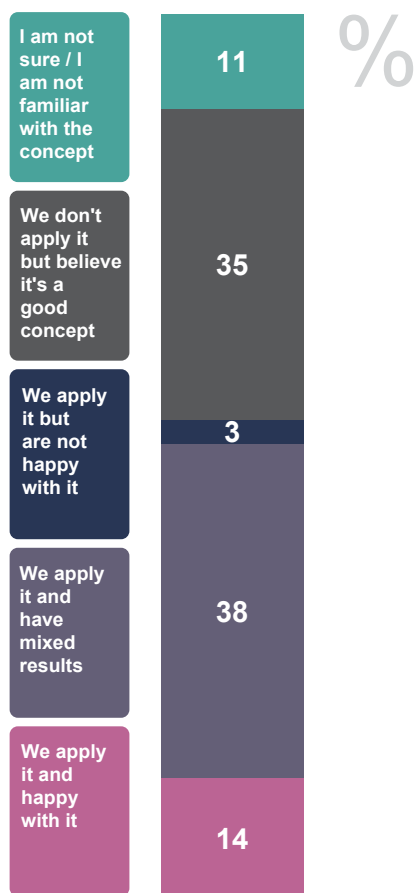 %
I am not
sure / I
am not
familiar
with the
concept
11
We don't
apply it
but believe
it's a
good
concept
35
We apply
it but
are not
happy
with it
3
We apply
it and
have
mixed
results
38
We apply
it and
happy
with it
14